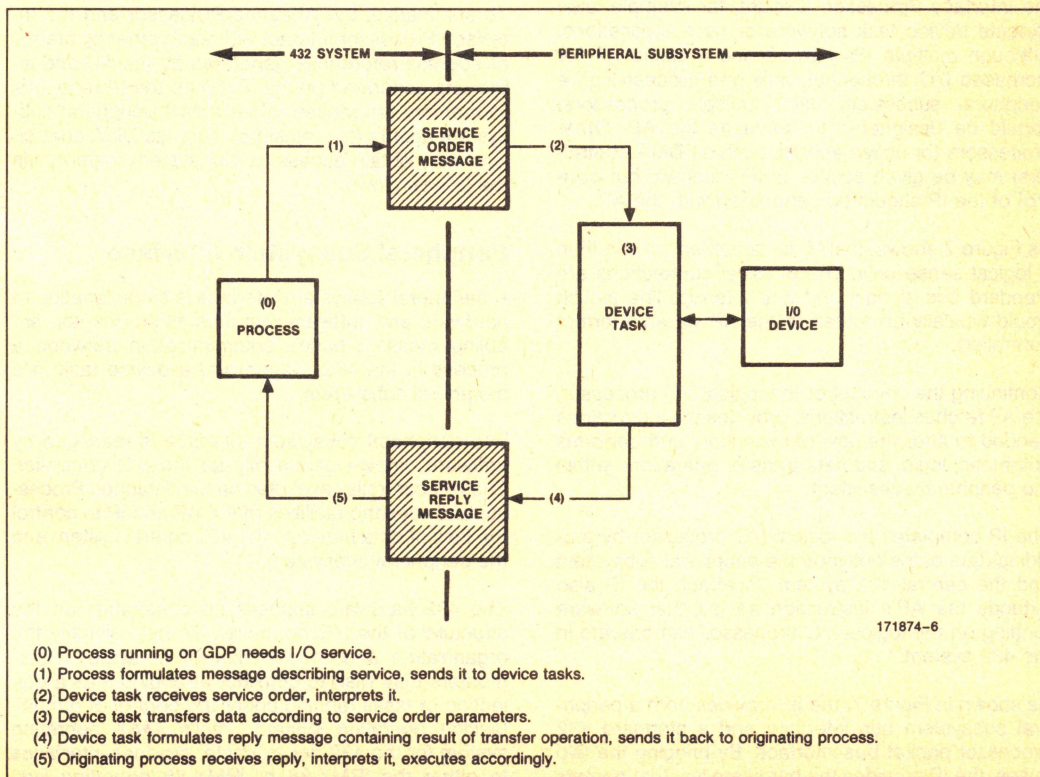 432 SYSTEM
PERIPHERAL SUBSYSTEM
SERVICE
ORDER
MESSAGE
(1)
(2)
(0)
PROCESS
(3)
DEVICE
TASK
I/O
DEVICE
SERVICE
REPLY
MESSAGE
(5)
(4)
171874–6
(0) Process running on GDP needs I/O service.
(1) Process formulates message describing service, sends it to device tasks.
(2) Device task receives service order, interprets it.
(3) Device task transfers data according to service order parameters.
(4) Device task formulates reply message containing result of transfer operation, sends it back to originating process.
(5) Originating process receives reply, interprets it, executes accordingly.